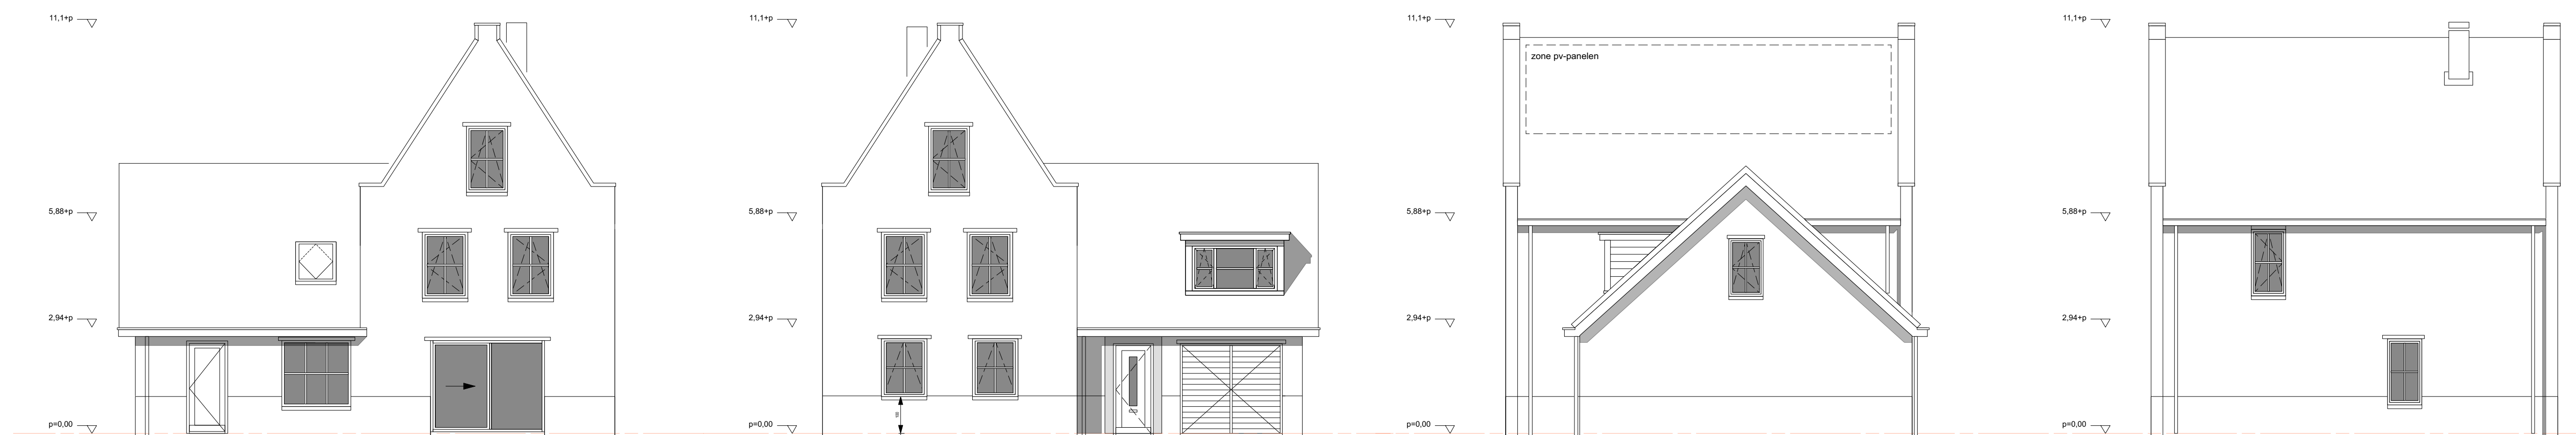 11,1+p
5,88+p
2,94+p
p=0,00
11,1+p
5,88+p
2,94+p
p=0,00
11,1+p
zone pv-panelen
5,88+p
2,94+p
p=0,00
11,1+p
5,88+p
2,94+p
p=0,00